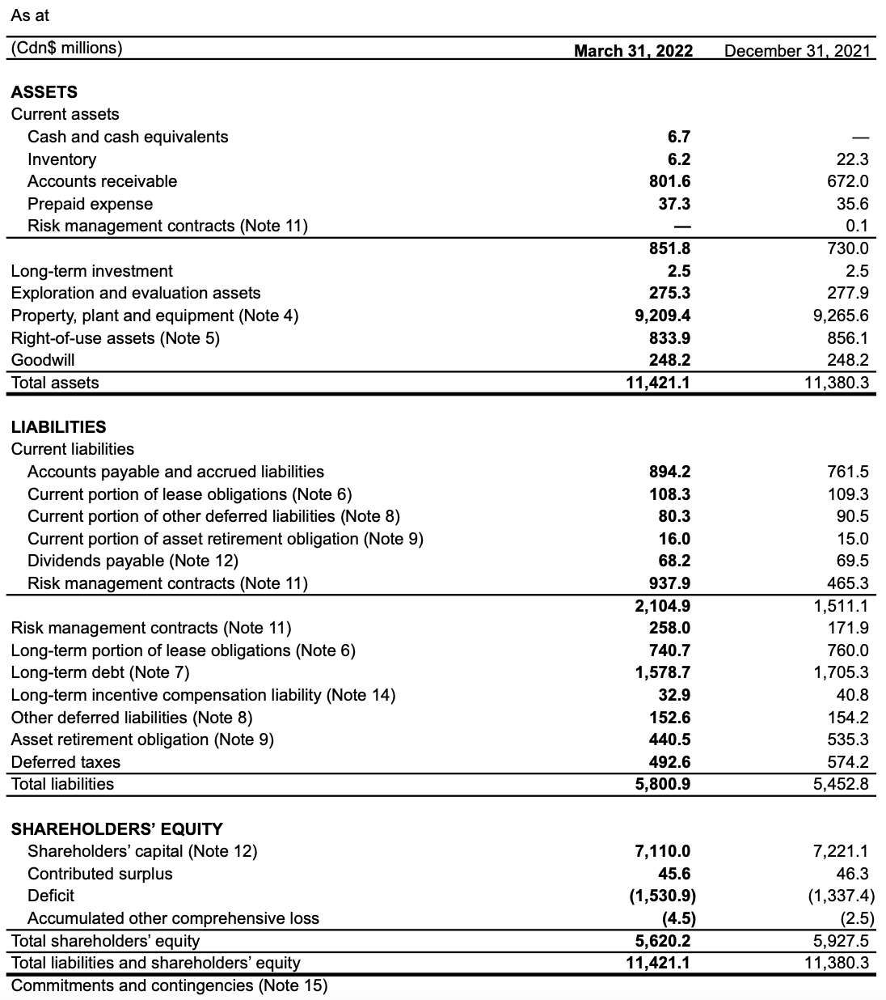 As at
(Cdn$ millions) March 31, 2022 December 31, 2021
ASSETS
Current assets
Cash and cash equivalents 6.7 —
Inventory 6.2 22.3
Accounts receivable 801.6 672.0
Prepaid expense 37.3 35.6
Risk management contracts (Note 11) — 0.1
851.8 730.0
Long-term investment 2.5 2.5
Exploration and evaluation assets 275.3 277.9
Property, plant and equipment (Note 4) 9,209.4 9,265.6
Right-of-use assets (Note 5) 833.9 856.1
Goodwill 248.2 248.2
Total assets 11,421.1 11,380.3
LIABILITIES
Current liabilities
Accounts payable and accrued liabilities 894.2 761.5
Current portion of lease obligations (Note 6) 108.3 109.3
Current portion of other deferred liabilities (Note 8) 80.3 90.5
Current portion of asset retirement obligation (Note 9) 16.0 15.0
Dividends payable (Note 12) 68.2 69.5
Risk management contracts (Note 11) 937.9 465.3
2,104.9 1,511.1
Risk management contracts (Note 11) 258.0 171.9
Long-term portion of lease obligations (Note 6) 740.7 760.0
Long-term debt (Note 7) 1,578.7 1,705.3
Long-term incentive compensation liability (Note 14) 32.9 40.8
Other deferred liabilities (Note 8) 152.6 154.2
Asset retirement obligation (Note 9) 440.5 535.3
Deferred taxes 492.6 574.2
Total liabilities 5,800.9 5,452.8
SHAREHOLDERS’ EQUITY
Shareholders’ capital (Note 12) 7,110.0 7,221.1
Contributed surplus 45.6 46.3
Deficit (1,530.9) (1,337.4)
Accumulated other comprehensive loss (4.5) (2.5)
Total shareholders’ equity 5,620.2 5,927.5
Total liabilities and shareholders’ equity 11,421.1 11,380.3
Commitments and contingencies (Note 15)